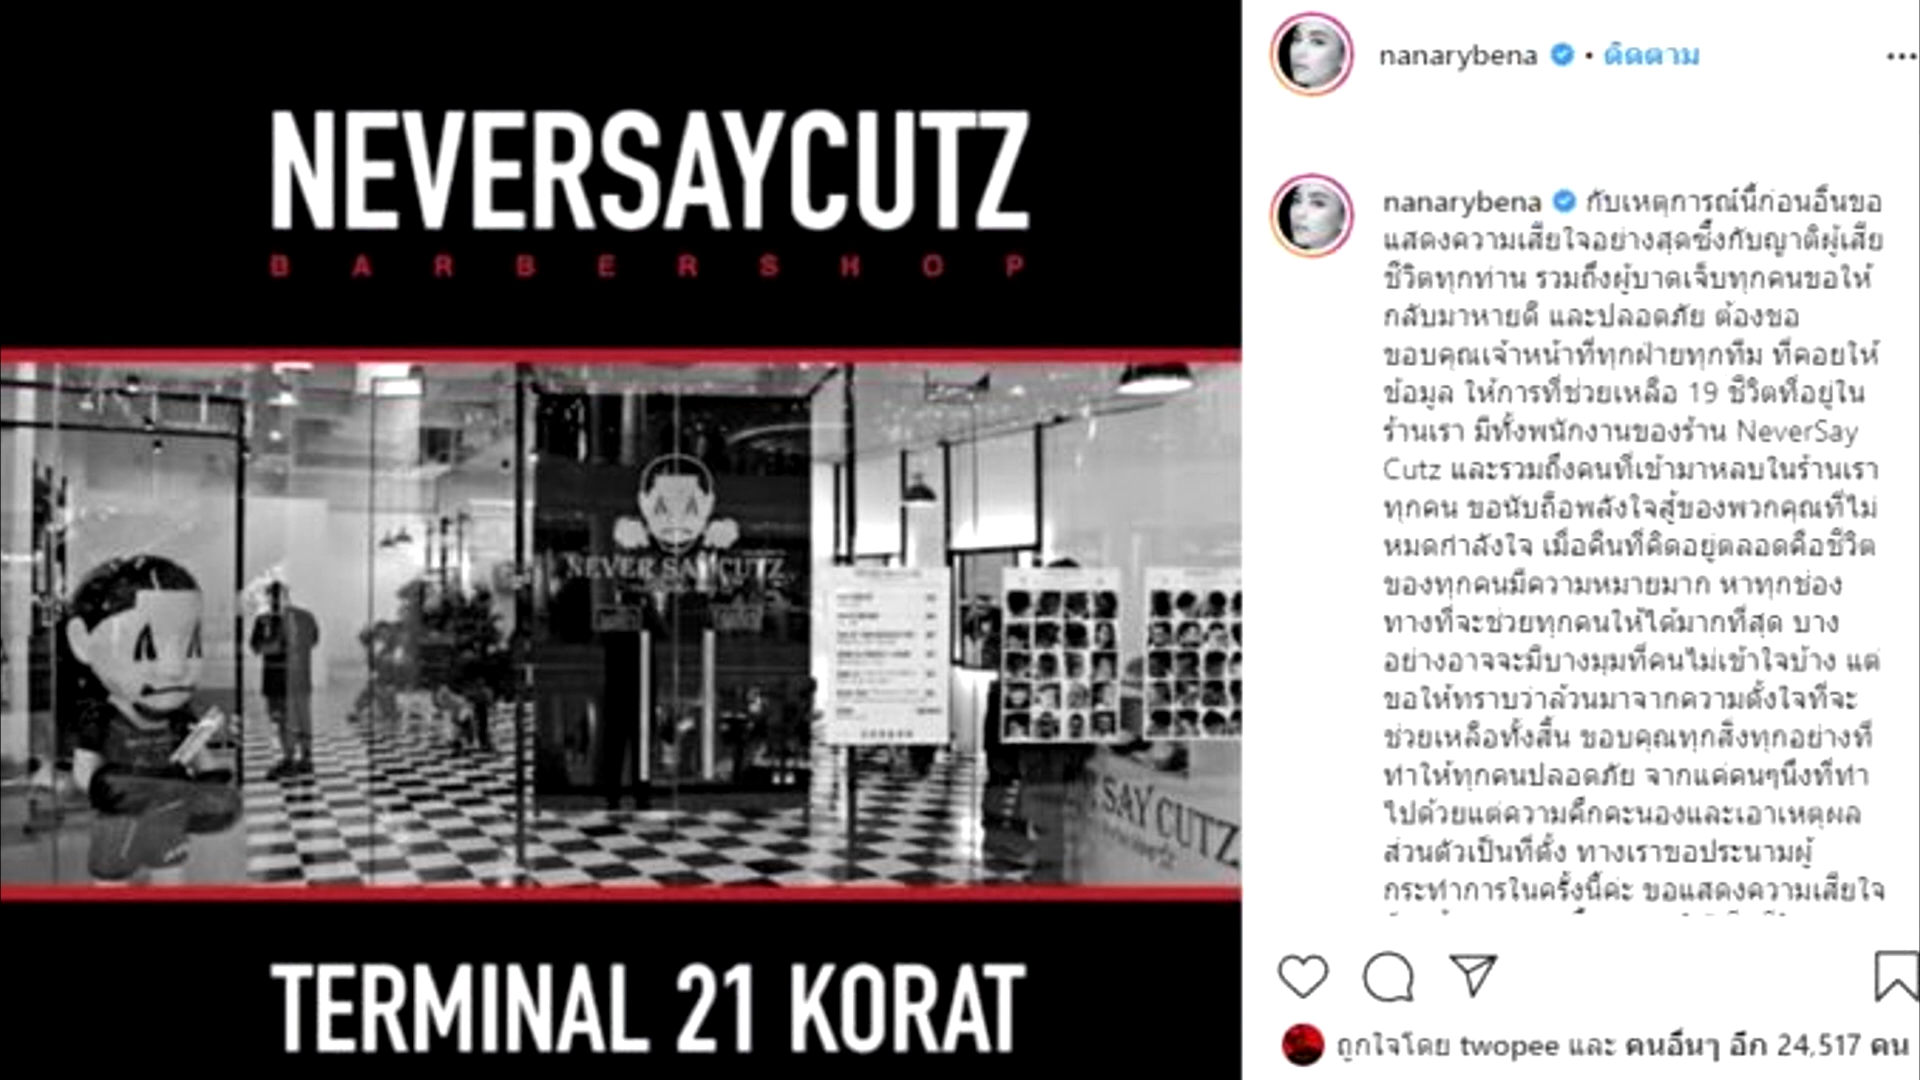 NEVERSAYCUTZ
BARBERSHOP
NEVER SAY CUTZ
SAY CUTZ
TERMINAL 21 KORAT
nanarybena • ติดตาม
nanarybena กับเหตุการณ์นี้ก่อนอื่นขอ
แสดงความเสียใจอย่างสุดซึ้งกับญาติผู้เสีย
ชีวิตทุกท่าน รวมถึงผู้บาดเจ็บทุกคนขอให้
กลับมาหายดี และปลอดภัย ต้องขอ
ขอบคุณเจ้าหน้าที่ทุกฝ่ายทุกทีม ที่คอยให้
ข้อมูล ให้การที่ช่วยเหลือ 19 ชีวิตที่อยู่ใน
ร้านเรา มีทั้งพนักงานของร้าน NeverSay
Cutz และรวมถึงคนที่เข้ามาหลบในร้านเรา
ทุกคน ขอนับถือพลังใจสู้ของพวกคุณที่ไม่
หมดกำลังใจ เมื่อคืนที่คิดอยู่ตลอดคือชีวิต
ของทุกคนมีความหมายมาก หาทุกช่อง
ทางที่จะช่วยทุกคนให้ได้มากที่สุด บาง
อย่างอาจจะมีบางมุมที่คนไม่เข้าใจบ้าง แต่
ขอให้ทราบว่าล้วนมาจากความตั้งใจที่จะ
ช่วยเหลือทั้งสิ้น ขอบคุณทุกสิ่งทุกอย่างที่
ทำให้ทุกคนปลอดภัย จากแค่คนๆนึงที่ทำ
ไปด้วยแต่ความคึกคะนองและเอาเหตุผล
ส่วนตัวเป็นที่ตั้ง ทางเราขอประนามผู้
กระทำการในครั้งนี้ค่ะ ขอแสดงความเสียใจ
ถูกใจโดย twopee และ คนอื่นๆ อีก 24,517 คน